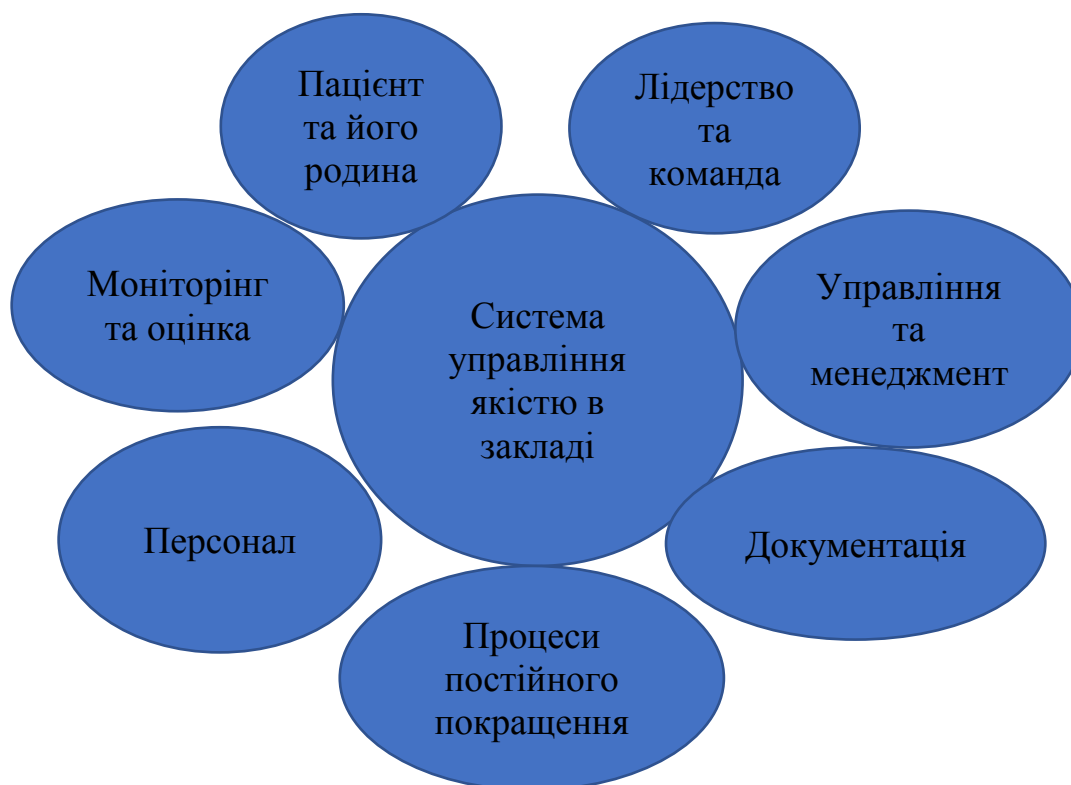 Пацієнт
та його
родина
Лідерство
та
команда
Моніторінг
та оцінка
Система
управління
якістю в
закладі
Управління
та
менеджмент
Персонал
Документація
Процеси
постійного
покращення